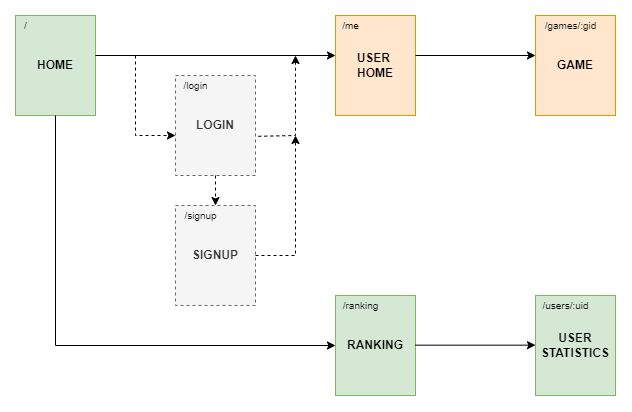 /
HOME
/login
LOGIN
/signup
SIGNUP
/me
USER
HOME
/games/:gid
GAME
/ranking
RANKING
/users/:uid
USER
STATISTICS